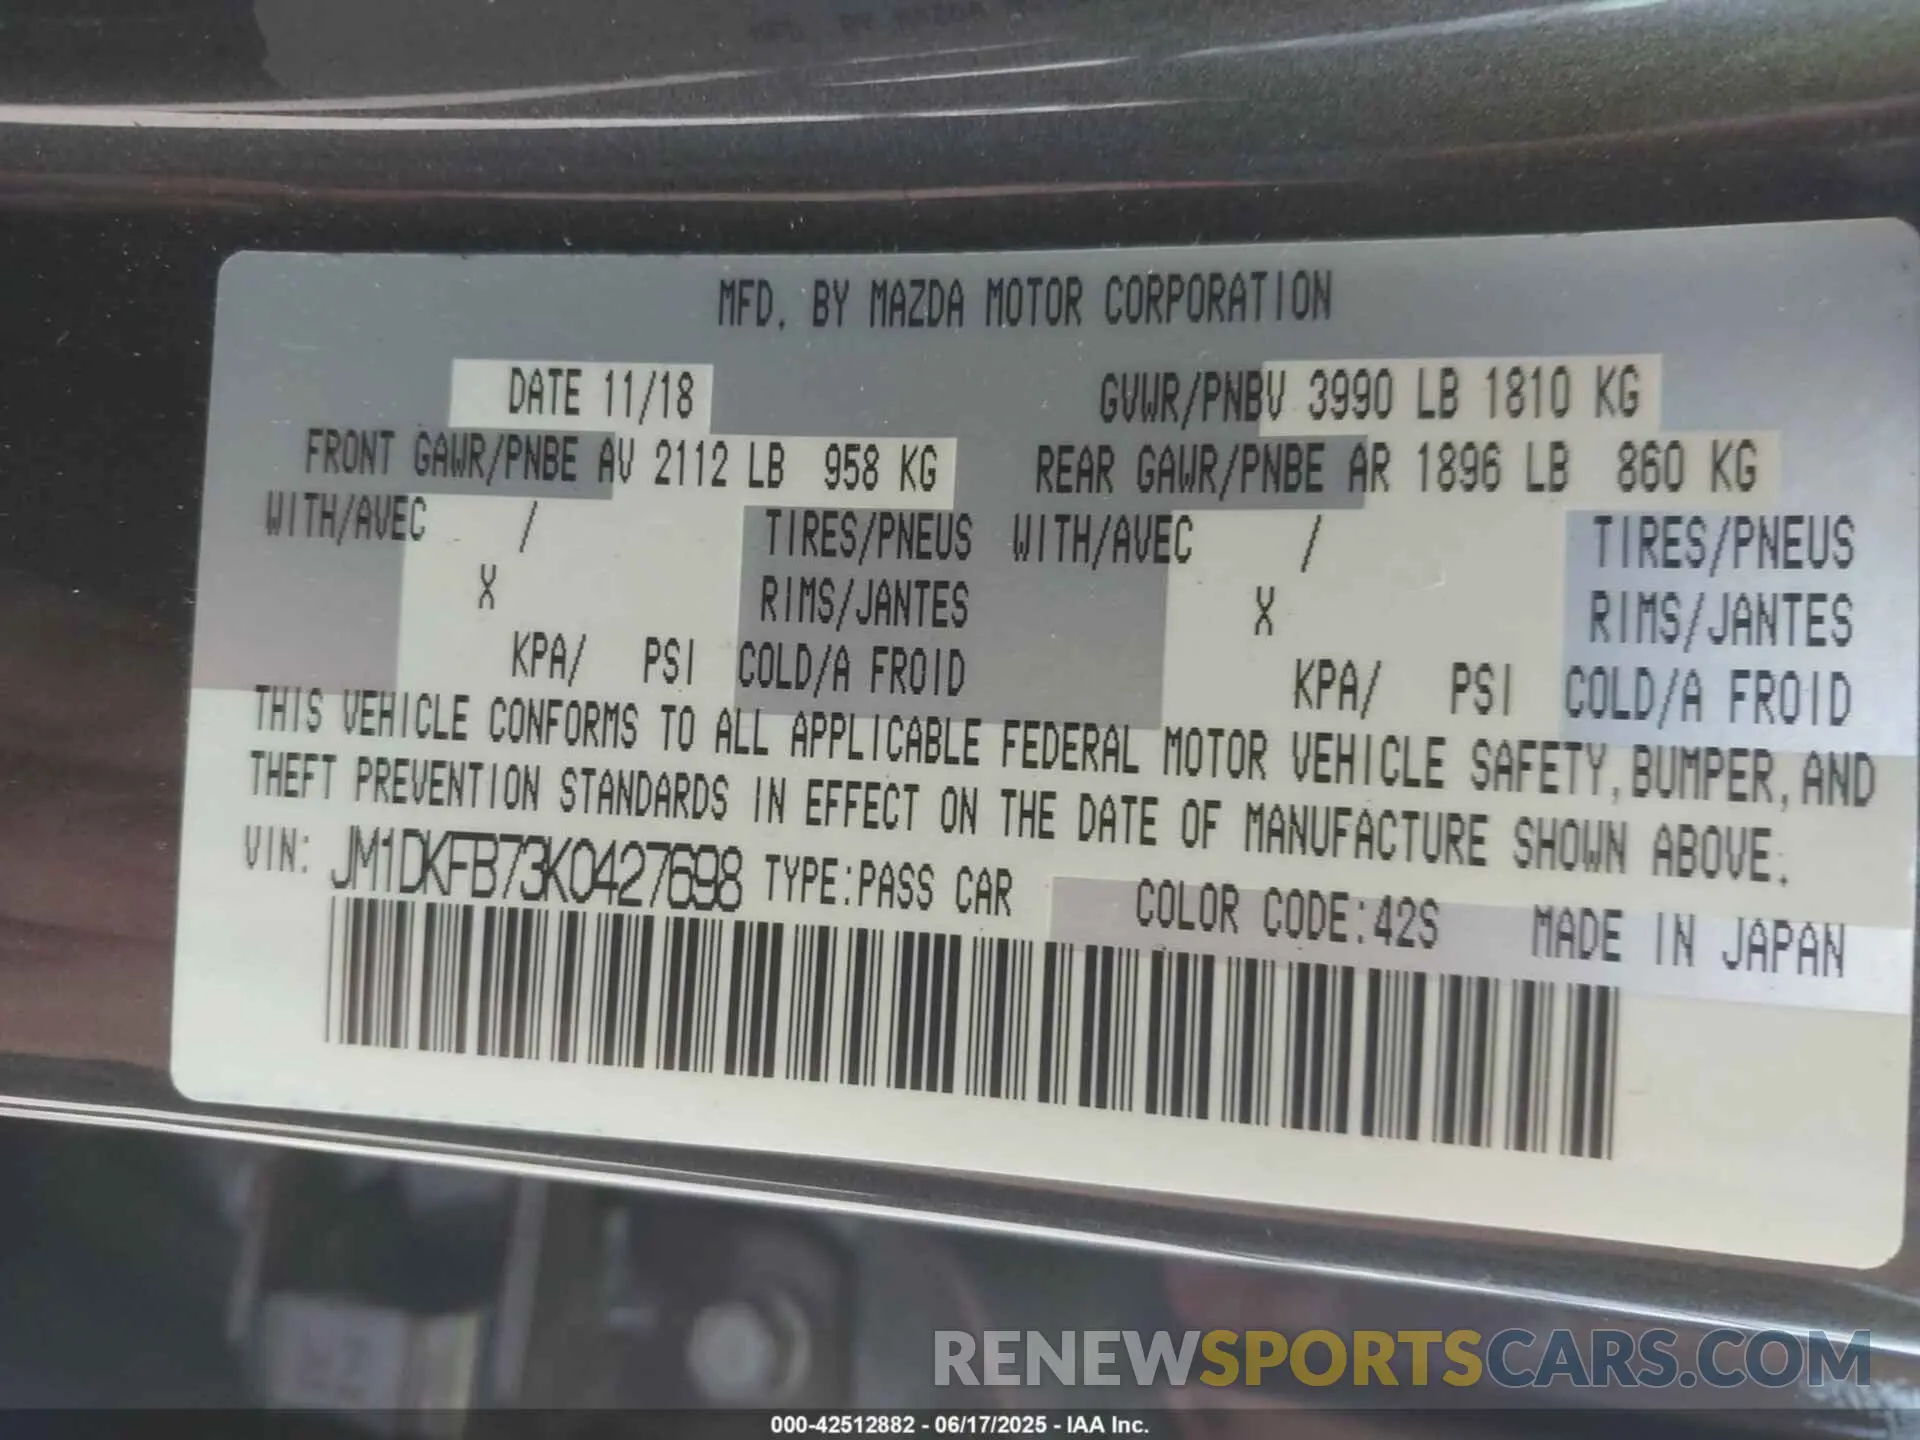 MFD. BY MAZDA MOTOR CORPORATION
DATE 11/18 GVWR/PNBV 3990 LB 1810 KG
FRONT GAWR/PNBE AV 2112 LB 958 KG REAR GAWR/PNBE AR 1896 LB 860 KG
WITH/AVEC / TIRES/PNEUS WITH/AVEC / TIRES/PNEUS
X RIMS/JANTES X RIMS/JANTES
KPA/ PSI COLD/A FROID KPA/ PSI COLD/A FROID
THIS VEHICLE CONFORMS TO ALL APPLICABLE FEDERAL MOTOR VEHICLE SAFETY, BUMPER, AND
THEFT PREVENTION STANDARDS IN EFFECT ON THE DATE OF MANUFACTURE SHOWN ABOVE.
VIN: JM1DKFB73K0427698 TYPE:PASS CAR COLOR CODE:42S MADE IN JAPAN
RENEWSPORTSCARS.COM
000-42512882 - 06/17/2025 - IAA Inc.